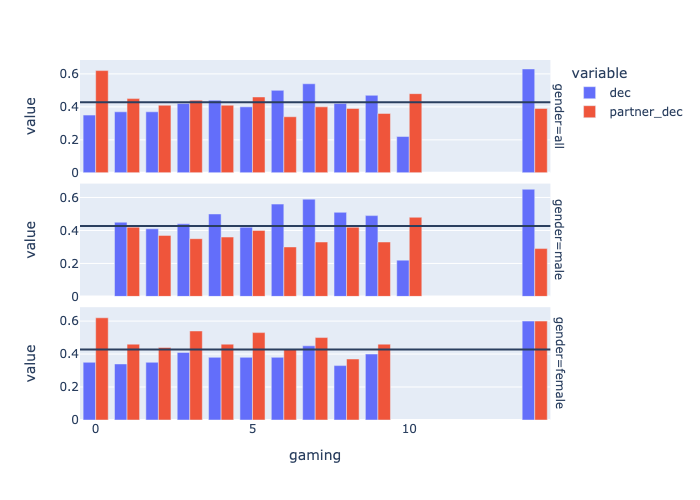 0.6
0.4
0.2
0
value
gender=all
variable
dec
partner_dec
0.6
0.4
0.2
0
value
gender=male
0.6
0.4
0.2
0
value
gender=female
0
5
10
gaming